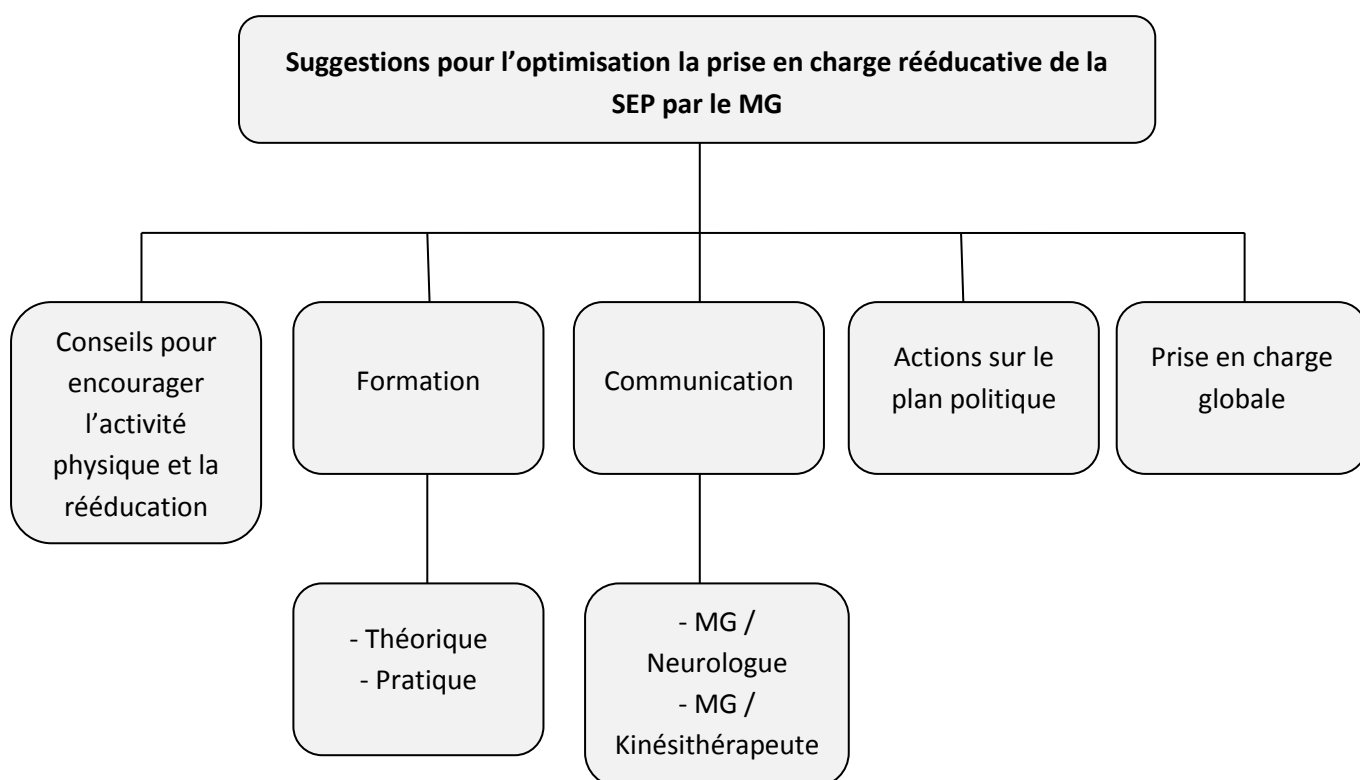 Suggestions pour l’optimisation la prise en charge rééducative de la
SEP par le MG
Conseils pour
encourager
l’activité
physique et la
rééducation
Formation
Communication
Actions sur le
plan politique
Prise en charge
globale
- Théorique
- Pratique
- MG /
Neurologue
- MG /
Kinésithérapeute